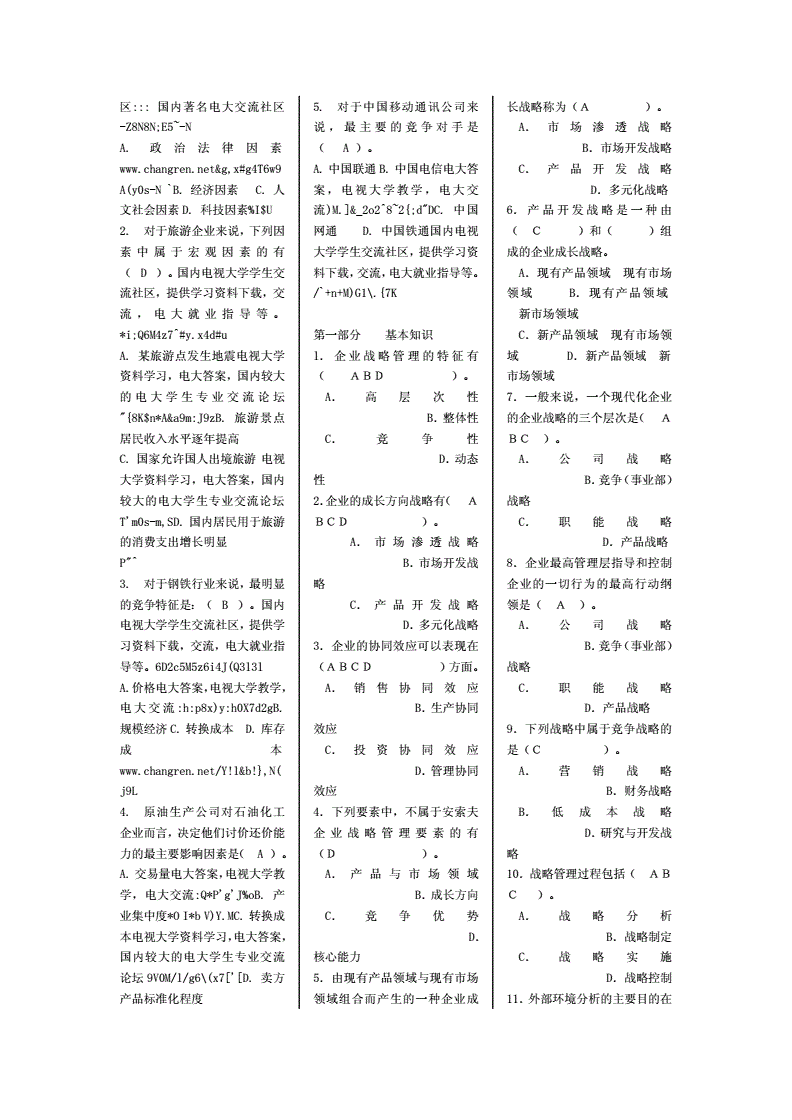 区::: 国内著名电大交流社区
-Z8N8N;E5~-N
A. 政治法律因素
www.changren.net&g,x#g4T6w9
A(y0s-N `B. 经济因素 C. 人
文社会因素 D. 科技因素%I$U
2. 对于旅游企业来说，下列因
素中属于宏观因素的有
（ D ）。国内电视大学学生交
流社区，提供学习资料下载，交
流，电大就业指导等。
*i;Q6M4z7^#y.x4d#u
A. 某旅游点发生地震电视大学
资料学习，电大答案，国内较大
的电大学生专业交流论坛
"{8K$n*A&a9m:J9zB. 旅游景点
居民收入水平逐年提高
C. 国家允许国人出境旅游 电视
大学资料学习，电大答案，国内
较大的电大学生专业交流论坛
T'm0s-m,SD. 国内居民用于旅游
的消费支出增长明显
P"^
3. 对于钢铁行业来说，最明显
的竞争特征是：（ B ）。国内
电视大学学生交流社区，提供学
习资料下载，交流，电大就业指
导等。6D2c5M5z6i4J(Q3l3l
A.价格电大答案，电视大学教学，
电大交流:h:p8x)y:h0X7d2gB.
规模经济 C. 转换成本 D. 库存
成本
www.changren.net/Y!l&b!},N(
j9L
4. 原油生产公司对石油化工
企业而言，决定他们讨价还价能
力的最主要影响因素是（ A ）。
A. 交易量电大答案，电视大学教
学，电大交流:Q*P'g'J%oB. 产
业集中度*O I*b V)Y.MC. 转换成
本电视大学资料学习，电大答案，
国内较大的电大学生专业交流
论坛 9V0M/l/g6\(x7['[D. 卖方
产品标准化程度
5. 对于中国移动通讯公司来
说，最主要的竞争对手是
（ A ）。
A. 中国联通 B. 中国电信电大答
案，电视大学教学，电大交
流)M.]&_2o2^8~2{;d"DC. 中国
网通 D. 中国铁通国内电视
大学学生交流社区，提供学习资
料下载，交流，电大就业指导等。
/`+n+M)G1\.{7K
第一部分 基本知识
1．企业战略管理的特征有
（ ＡＢＤ ）。
A．高层次性
B．整体性
C．竞争性
D．动态
性
2．企业的成长方向战略有（ Ａ
ＢＣＤ ）。
A．市场渗透战略
B．市场开发战
略
C．产品开发战略
D．多元化战略
3．企业的协同效应可以表现在
（ＡＢＣＤ ）方面。
A．销售协同效应
B．生产协同
效应
C．投资协同效应
D．管理协同
效应
4．下列要素中，不属于安索夫
企业战略管理要素的有
（Ｄ ）。
A．产品与市场领域
B．成长方向
C．竞争优势
D．
核心能力
5．由现有产品领域与现有市场
领域组合而产生的一种企业成
长战略称为（Ａ ）。
A．市场渗透战略
B．市场开发战略
C．产品开发战略
D．多元化战略
6．产品开发战略是一种由
（ Ｃ ）和（ ）组
成的企业成长战略。
A．现有产品领域 现有市场
领域 B．现有产品领域
新市场领域
C．新产品领域 现有市场领
域 D．新产品领域 新
市场领域
7．一般来说，一个现代化企业
的企业战略的三个层次是（ Ａ
ＢＣ ）。
A．公司战略
B．竞争（事业部）
战略
C．职能战略
D．产品战略
8．企业最高管理层指导和控制
企业的一切行为的最高行动纲
领是（ Ａ ）。
A．公司战略
B．竞争（事业部）
战略
C．职能战略
D．产品战略
9．下列战略中属于竞争战略的
是（Ｃ ）。
A．营销战略
B．财务战略
B．低成本战略
D．研究与开发战
略
10．战略管理过程包括（ ＡＢ
Ｃ ）。
A．战略分析
B．战略制定
C．战略实施
D．战略控制
11．外部环境分析的主要目的在